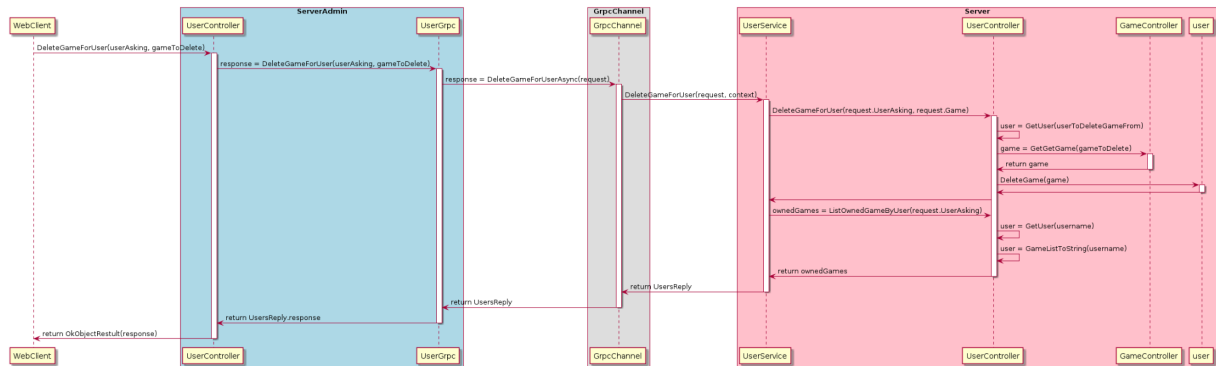 ServerAdmin
GrpcChannel
Server
WebClient
UserController
UserGrpc
GrpcChannel
UserService
UserController
GameController
user
DeleteGameForUser(userAsking, gameToDelete)
response = DeleteGameForUser(userAsking, gameToDelete)
response = DeleteGameForUserAsync(request)
DeleteGameForUser(request, context)
DeleteGameForUser(request.UserAsking, request.Game)
user = GetUser(userToDeleteGameFrom)
game = GetGetGame(gameToDelete)
return game
DeleteGame(game)
ownedGames = ListOwnedGameByUser(request.UserAsking)
user = GetUser(username)
user = GameListToString(username)
return ownedGames
return UsersReply
return UsersReply
return UsersReply.response
return OkObjectRestult(response)
WebClient
UserController
UserGrpc
GrpcChannel
UserService
UserController
GameController
user